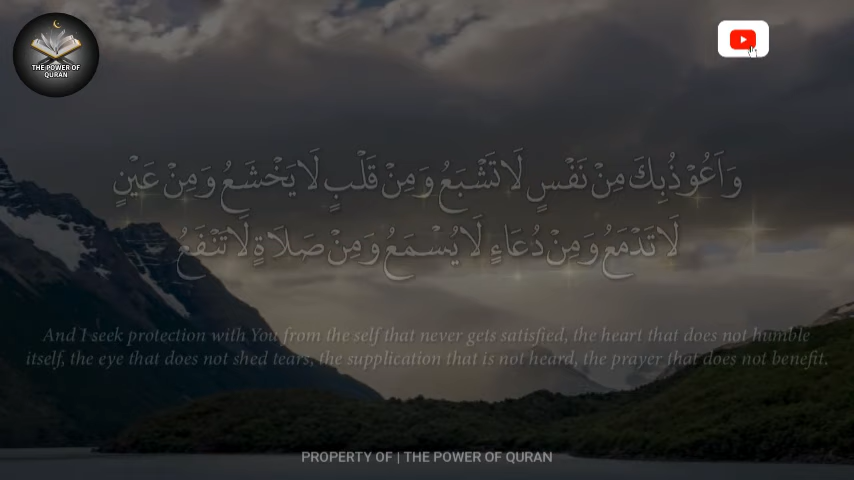 THE POWER OF
QURAN
وَاَعُوْذُبِكَ مِنْ نَفْسٍ لَا تَشْبَعُ وَمِنْ قَلْبٍ لَا يَخْشَعُ وَمِنْ عَيْنٍ
لَا تَدْمَعُ وَمِنْ دُعَاءٍ لَا يُسْمَعُ وَمِنْ صَلَاةٍ لَا تَنْفَعُ
And I seek protection with You from the self that never gets satisfied, the heart that does not humble
itself, the eye that does not shed tears, the supplication that is not heard, the prayer that does not benefit.
PROPERTY OF | THE POWER OF QURAN